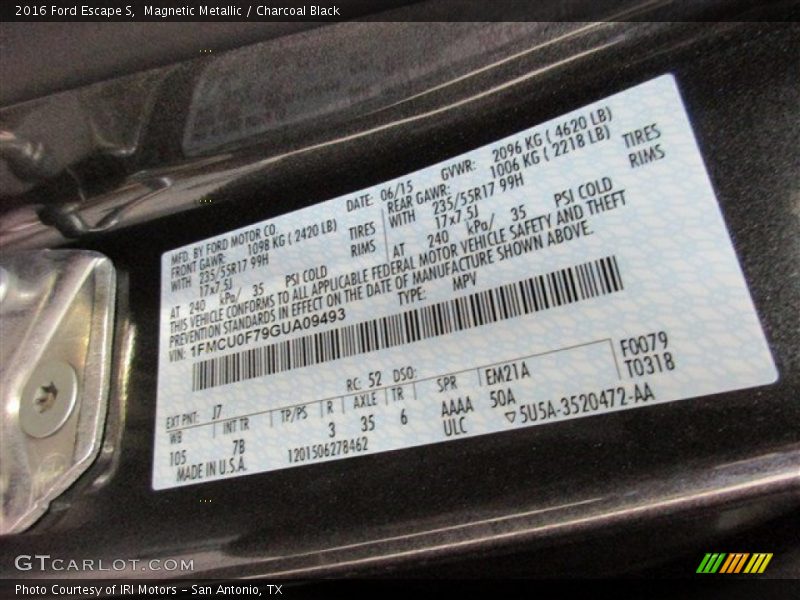 2016 Ford Escape S,  Magnetic Metallic / Charcoal Black
MFD. BY FORD MOTOR CO.
DATE: 06/15
GVWR: 2096 KG ( 4620 LB)
FRONT GAWR: 1098 KG ( 2420 LB)
REAR GAWR: 1006 KG ( 2218 LB)
WITH 235/55R17 99H TIRES
WITH 235/55R17 99H TIRES
17x7.5J RIMS
17x7.5J RIMS
AT 240 kPa/ 35 PSI COLD
AT 240 kPa/ 35 PSI COLD
THIS VEHICLE CONFORMS TO ALL APPLICABLE FEDERAL MOTOR VEHICLE SAFETY AND THEFT
PREVENTION STANDARDS IN EFFECT ON THE DATE OF MANUFACTURE SHOWN ABOVE.
VIN: 1FMCU0F79GUA09493
TYPE: MPV
EXT PNT: J7
RC: 52 DSO:
F0079
T0318
WB INT TR TP/PS R AXLE TR SPR EM21A
105 7B 3 35 6 AAAA 50A
MADE IN U.S.A. 1201506278462 ULC ▽5U5A-3520472-AA
GTCARLOT.COM
Photo Courtesy of IRI Motors - San Antonio, TX